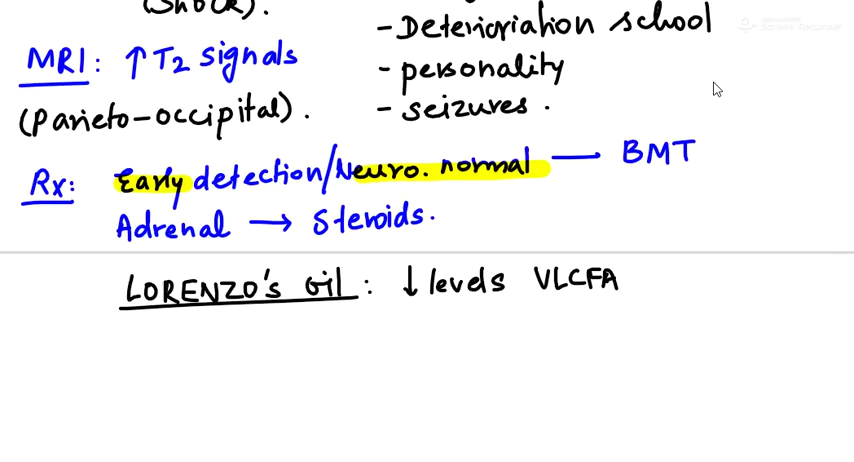 (Shock).
- Deterioriation school
MRI: ↑ T2 signals
- personality
(Parieto-occipital).
- seizures.
Rx: Early detection/Neuro. normal — BMT
Adrenal → Steroids.
LORENZO's oil: ↓ levels VLCFA